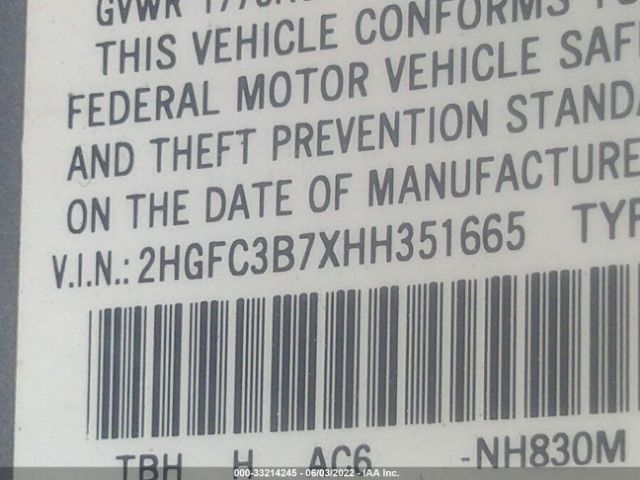 GVWR
THIS VEHICLE CONFORMS TO
FEDERAL MOTOR VEHICLE SAF
AND THEFT PREVENTION STANDA
ON THE DATE OF MANUFACTURE
V.I.N.: 2HGFC3B7XHH351665 TYP
TBH H AC6 -NH830M
000-33214245 - 06/03/2022 - IAA Inc.